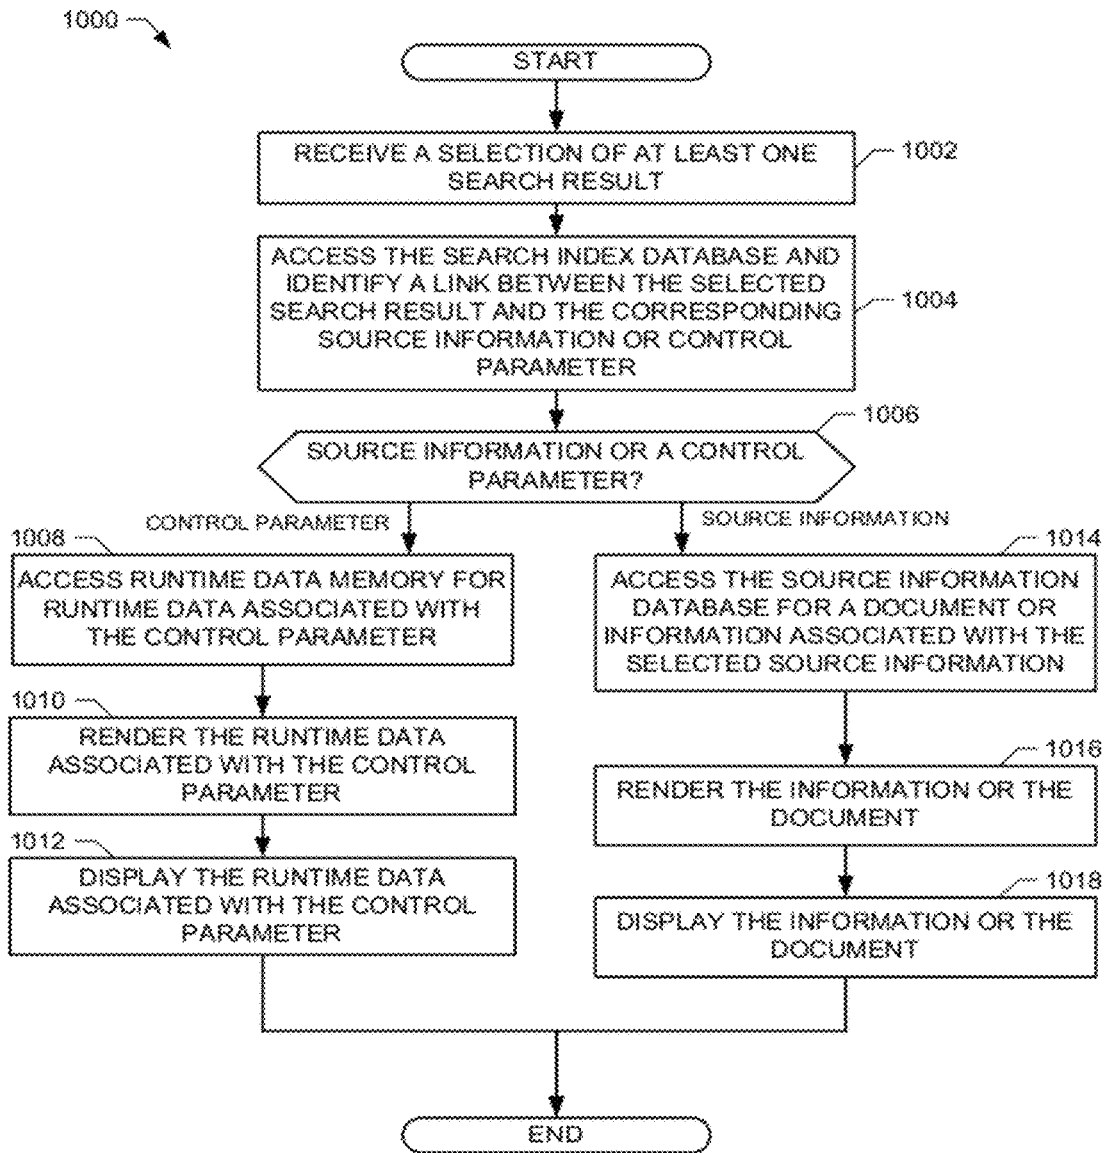 1000
START
RECEIVE A SELECTION OF AT LEAST ONE
SEARCH RESULT
1002
ACCESS THE SEARCH INDEX DATABASE AND
IDENTIFY A LINK BETWEEN THE SELECTED
SEARCH RESULT AND THE CORRESPONDING
SOURCE INFORMATION OR CONTROL
PARAMETER
1004
SOURCE INFORMATION OR A CONTROL
PARAMETER?
1006
CONTROL PARAMETER
SOURCE INFORMATION
1008
ACCESS RUNTIME DATA MEMORY FOR
RUNTIME DATA ASSOCIATED WITH
THE CONTROL PARAMETER
1010
RENDER THE RUNTIME DATA
ASSOCIATED WITH THE CONTROL
PARAMETER
1012
DISPLAY THE RUNTIME DATA
ASSOCIATED WITH THE CONTROL
PARAMETER
1014
ACCESS THE SOURCE INFORMATION
DATABASE FOR A DOCUMENT OR
INFORMATION ASSOCIATED WITH THE
SELECTED SOURCE INFORMATION
1016
RENDER THE INFORMATION OR THE
DOCUMENT
1018
DISPLAY THE INFORMATION OR THE
DOCUMENT
END